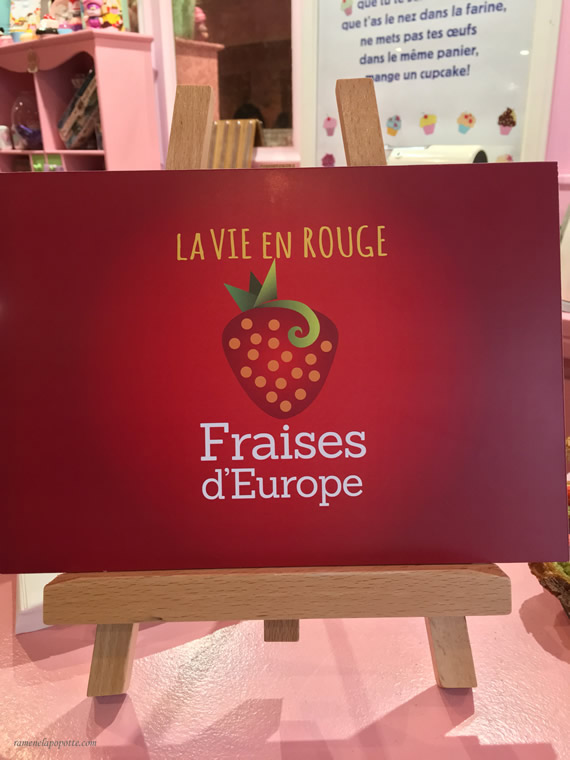 que t'as le nez dans la farine,
ne mets pas tes œufs
dans le même panier,
mange un cupcake!
LA VIE EN ROUGE
Fraises
d'Europe
ramenelapopotte.com